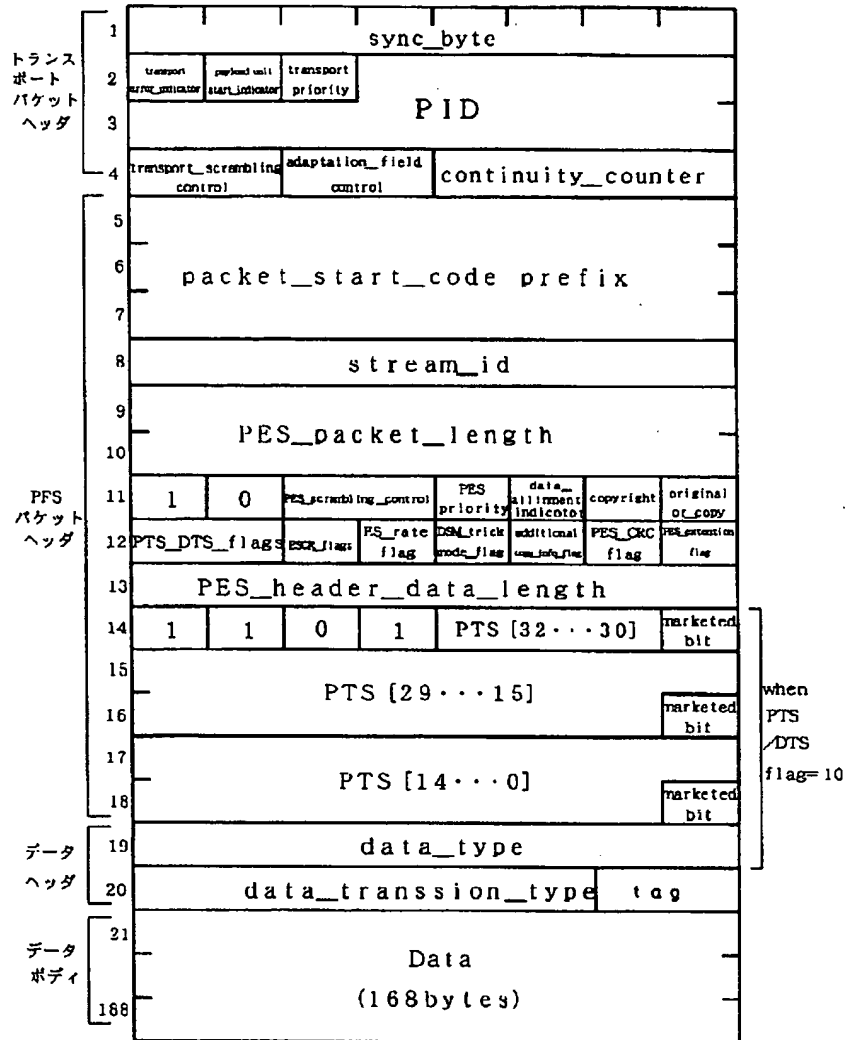 トランス
ポート
パケット
ヘッダ
1
sync_byte
2
transport
error_indicator
payload unit
start_indicator
transport
priority
3
PID
4
transport_scrambling
control
adaptation_field
control
continuity_counter
PFS
パケット
ヘッダ
5
6
7
packet_start_code prefix
8
stream_id
9
10
PES_packet_length
11
1
0
PES_scrambling_control
PES
priority
data_
allinment
indicator
copyright
original
or_copy
12
PTS_DTS_flags
ESCR_flags
ES_rate
flag
DSM_trick
mode_flag
additional
PES_CRC
flag
PES_extention
flag
13
PES_header_data_length
14
1
1
0
1
PTS [32・・・30]
marketed
bit
15
16
PTS [29・・・15]
marketed
bit
17
18
PTS [14・・・0]
marketed
bit
when
PTS
/DTS
flag=10
データ
ヘッダ
19
data_type
20
data_transsion_type
tag
データ
ボディ
21
188
Data
(168bytes)